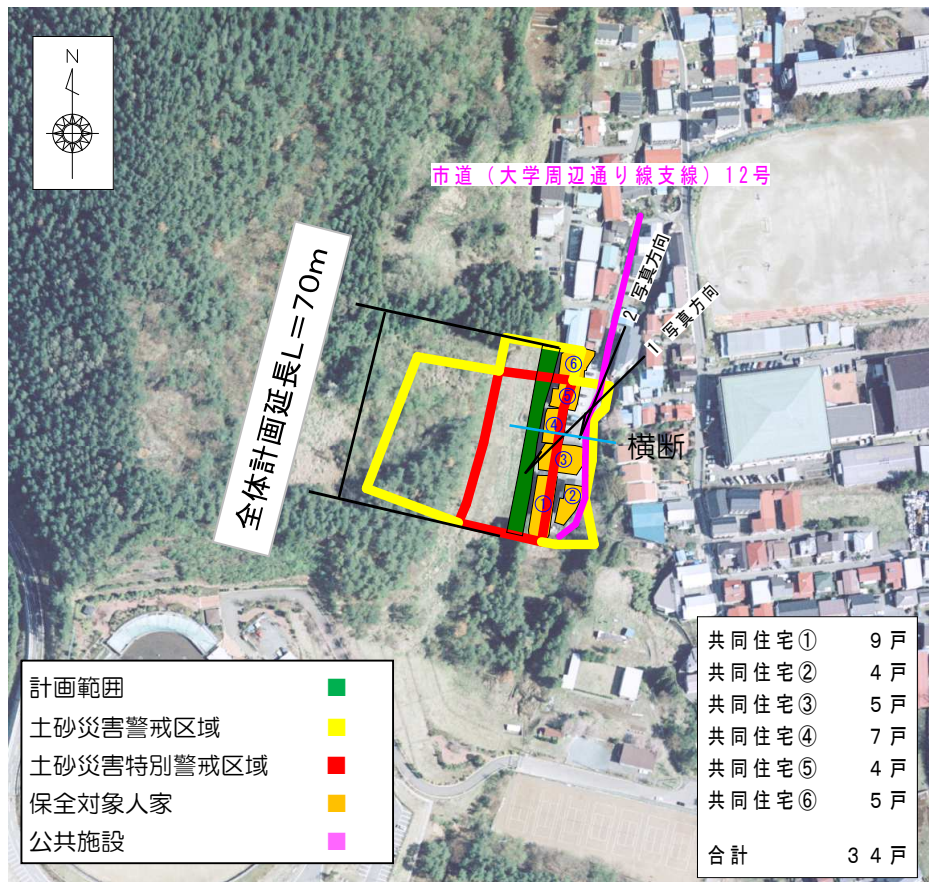 N
市道（大学周辺通り線支線）12号
2 写真方向
1 写真方向
全体計画延長L＝70m
⑥
⑤
④
横断
③
②
①
計画範囲
土砂災害警戒区域
土砂災害特別警戒区域
保全対象人家
公共施設
共同住宅① 9戸
共同住宅② 4戸
共同住宅③ 5戸
共同住宅④ 7戸
共同住宅⑤ 4戸
共同住宅⑥ 5戸
合計 34戸